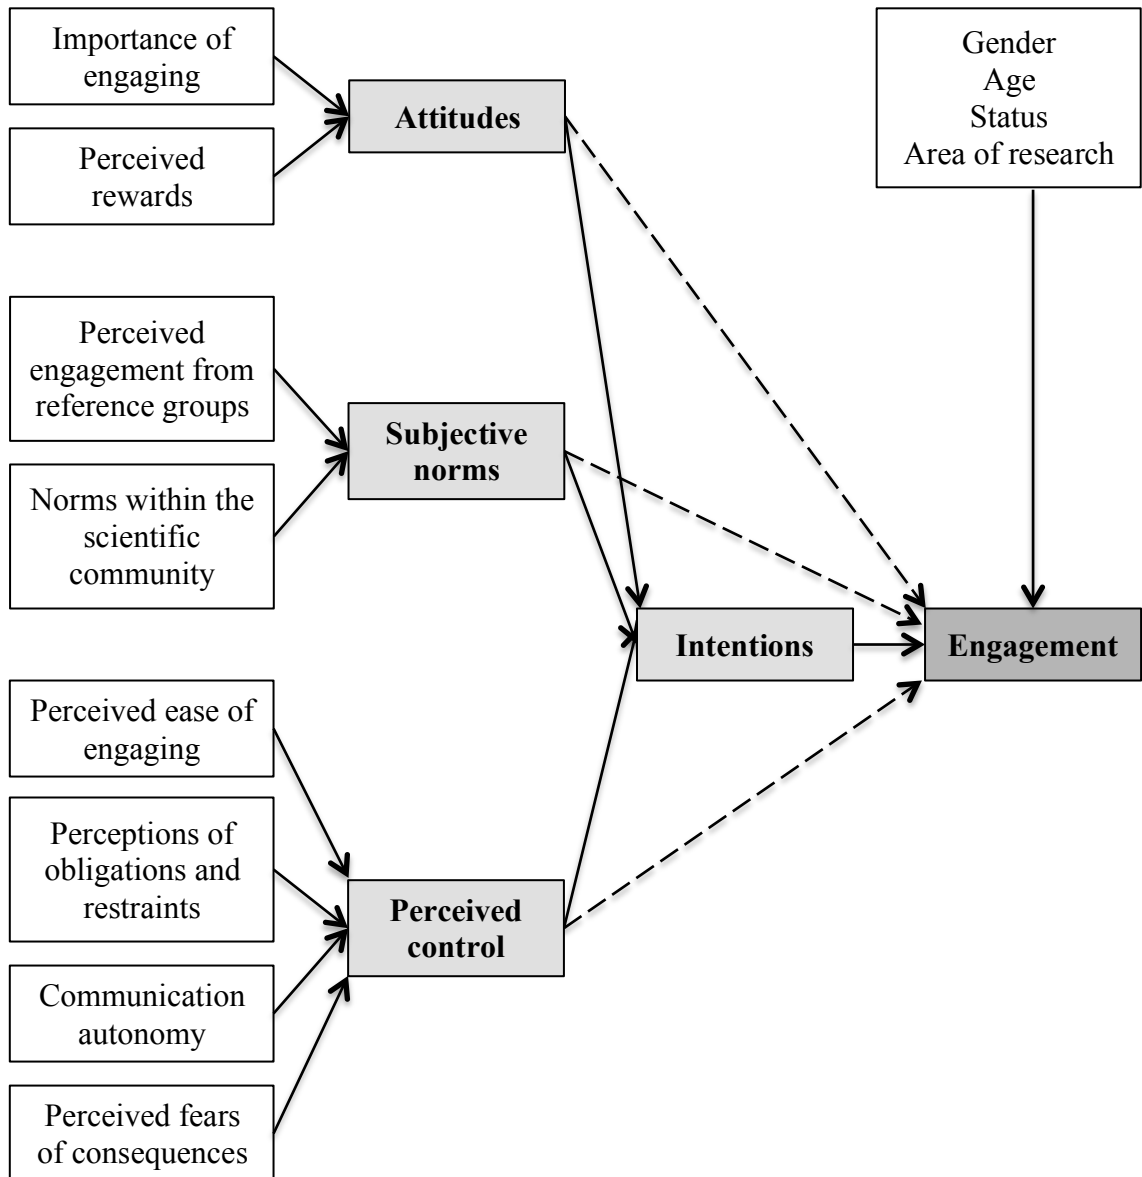 Importance of
engaging
Perceived
rewards
Attitudes
Gender
Age
Status
Area of research
Perceived
engagement from
reference groups
Norms within the
scientific
community
Subjective
norms
Intentions
Engagement
Perceived ease of
engaging
Perceptions of
obligations and
restraints
Communication
autonomy
Perceived fears
of consequences
Perceived
control